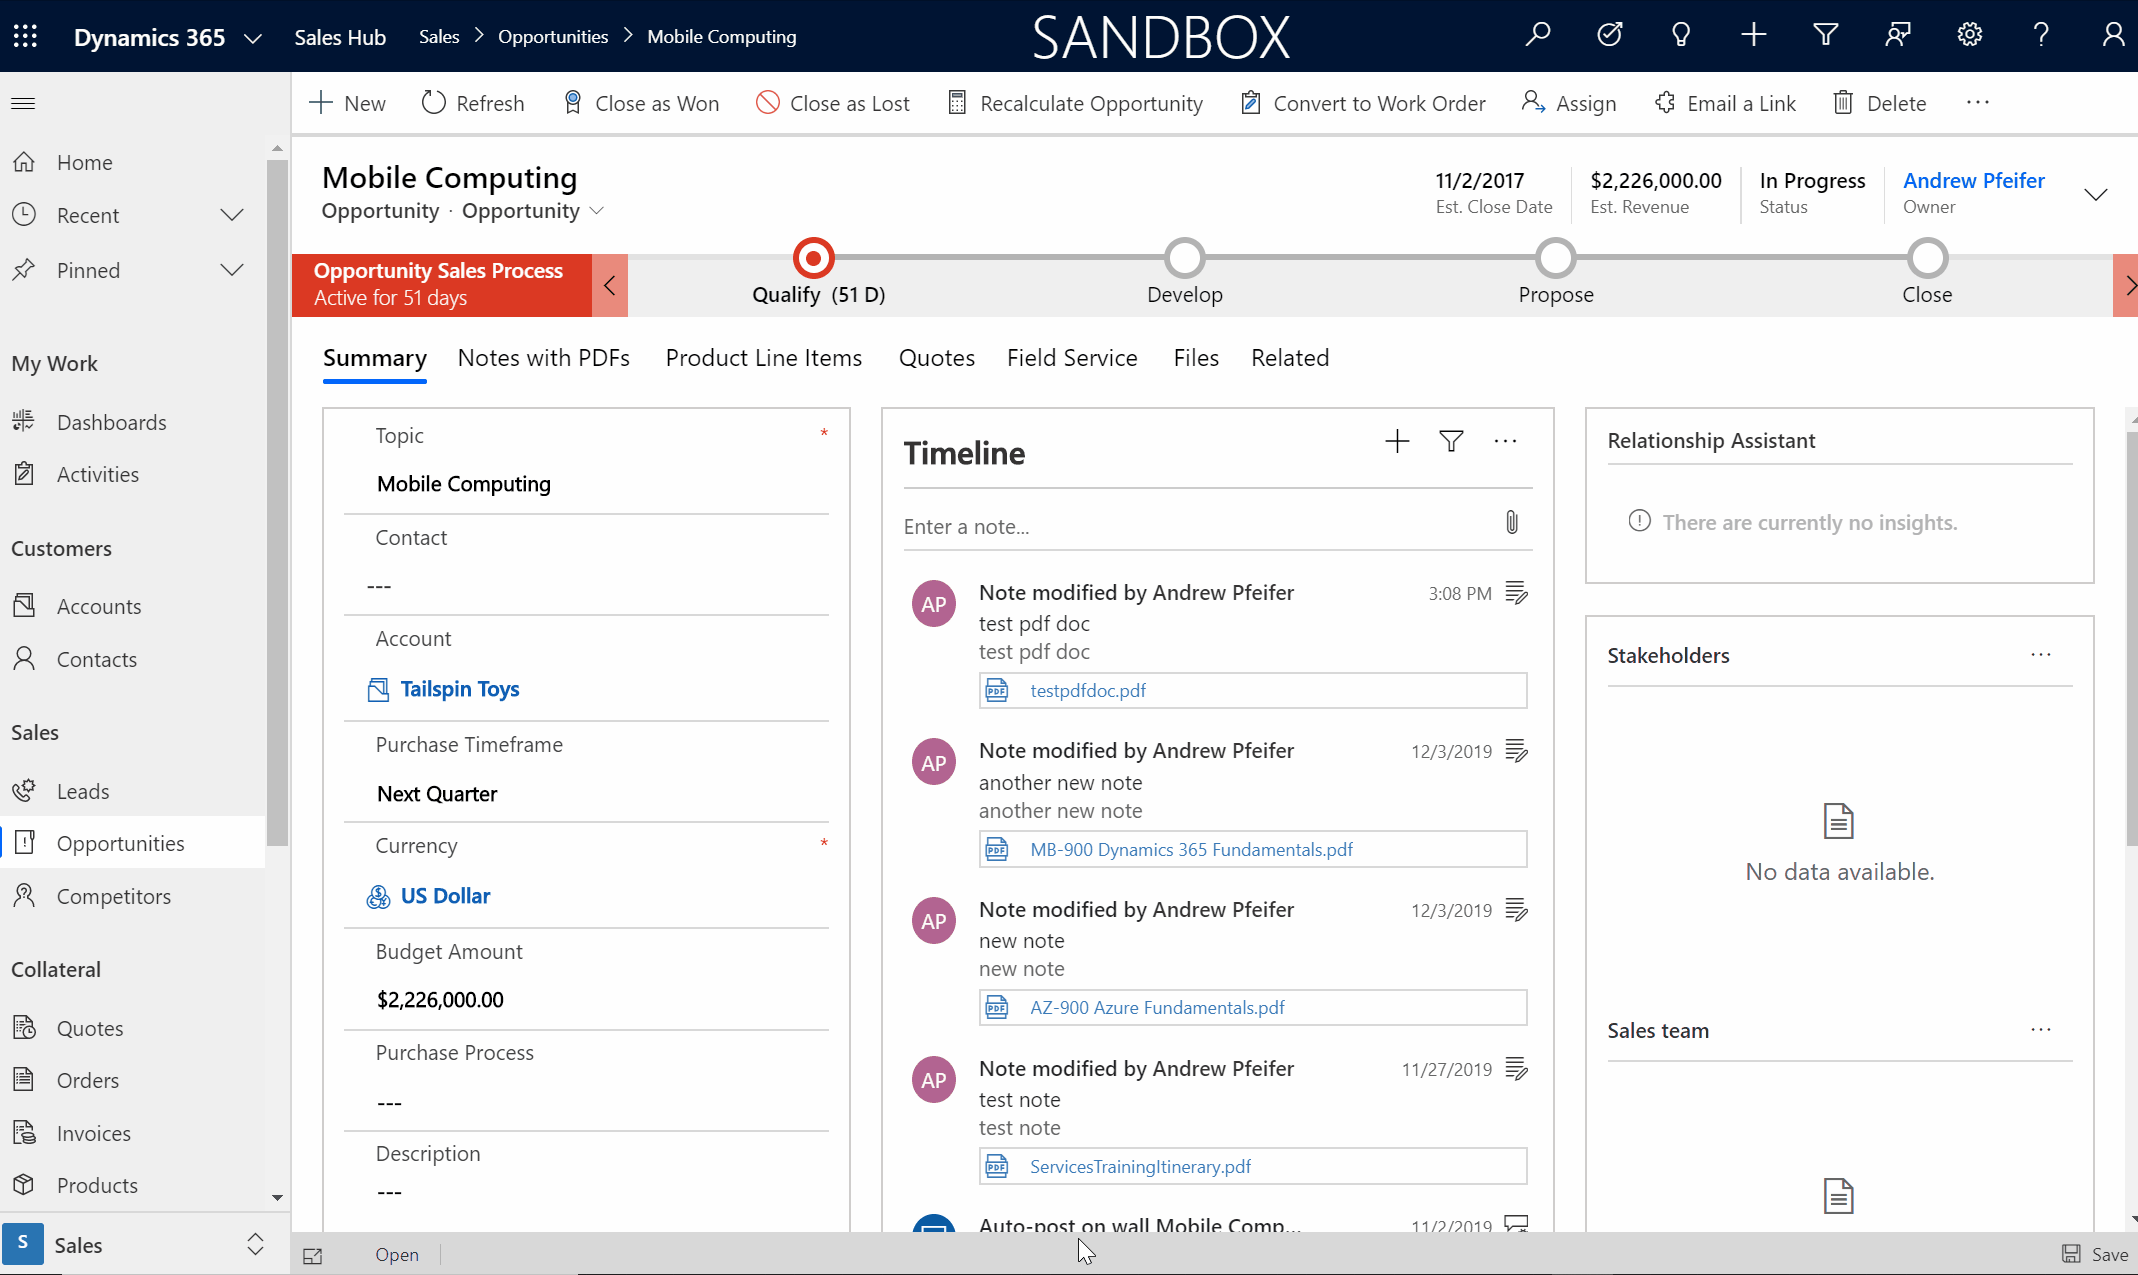 Dynamics 365 Sales Hub Sales Opportunities Mobile Computing SANDBOX
New Refresh Close as Won Close as Lost Recalculate Opportunity Convert to Work Order Assign Email a Link Delete
Home
Recent
Pinned
My Work
Dashboards
Activities
Customers
Accounts
Contacts
Sales
Leads
Opportunities
Competitors
Collateral
Quotes
Orders
Invoices
Products
S Sales
Mobile Computing
Opportunity · Opportunity
11/2/2017
Est. Close Date
$2,226,000.00
Est. Revenue
In Progress
Status
Andrew Pfeifer
Owner
Opportunity Sales Process
Active for 51 days
Qualify (51 D)
Develop
Propose
Close
Summary Notes with PDFs Product Line Items Quotes Field Service Files Related
Topic *
Mobile Computing
Contact
---
Account
Tailspin Toys
Purchase Timeframe
Next Quarter
Currency *
US Dollar
Budget Amount
$2,226,000.00
Purchase Process
---
Description
---
Timeline
Enter a note...
AP Note modified by Andrew Pfeifer 3:08 PM
test pdf doc
test pdf doc
PDF testpdfdoc.pdf
AP Note modified by Andrew Pfeifer 12/3/2019
another new note
another new note
PDF MB-900 Dynamics 365 Fundamentals.pdf
AP Note modified by Andrew Pfeifer 12/3/2019
new note
new note
PDF AZ-900 Azure Fundamentals.pdf
AP Note modified by Andrew Pfeifer 11/27/2019
test note
test note
PDF ServicesTrainingItinerary.pdf
Auto-post on wall Mobile Comp... 11/2/2019
Relationship Assistant
There are currently no insights.
Stakeholders
No data available.
Sales team
Open
Save